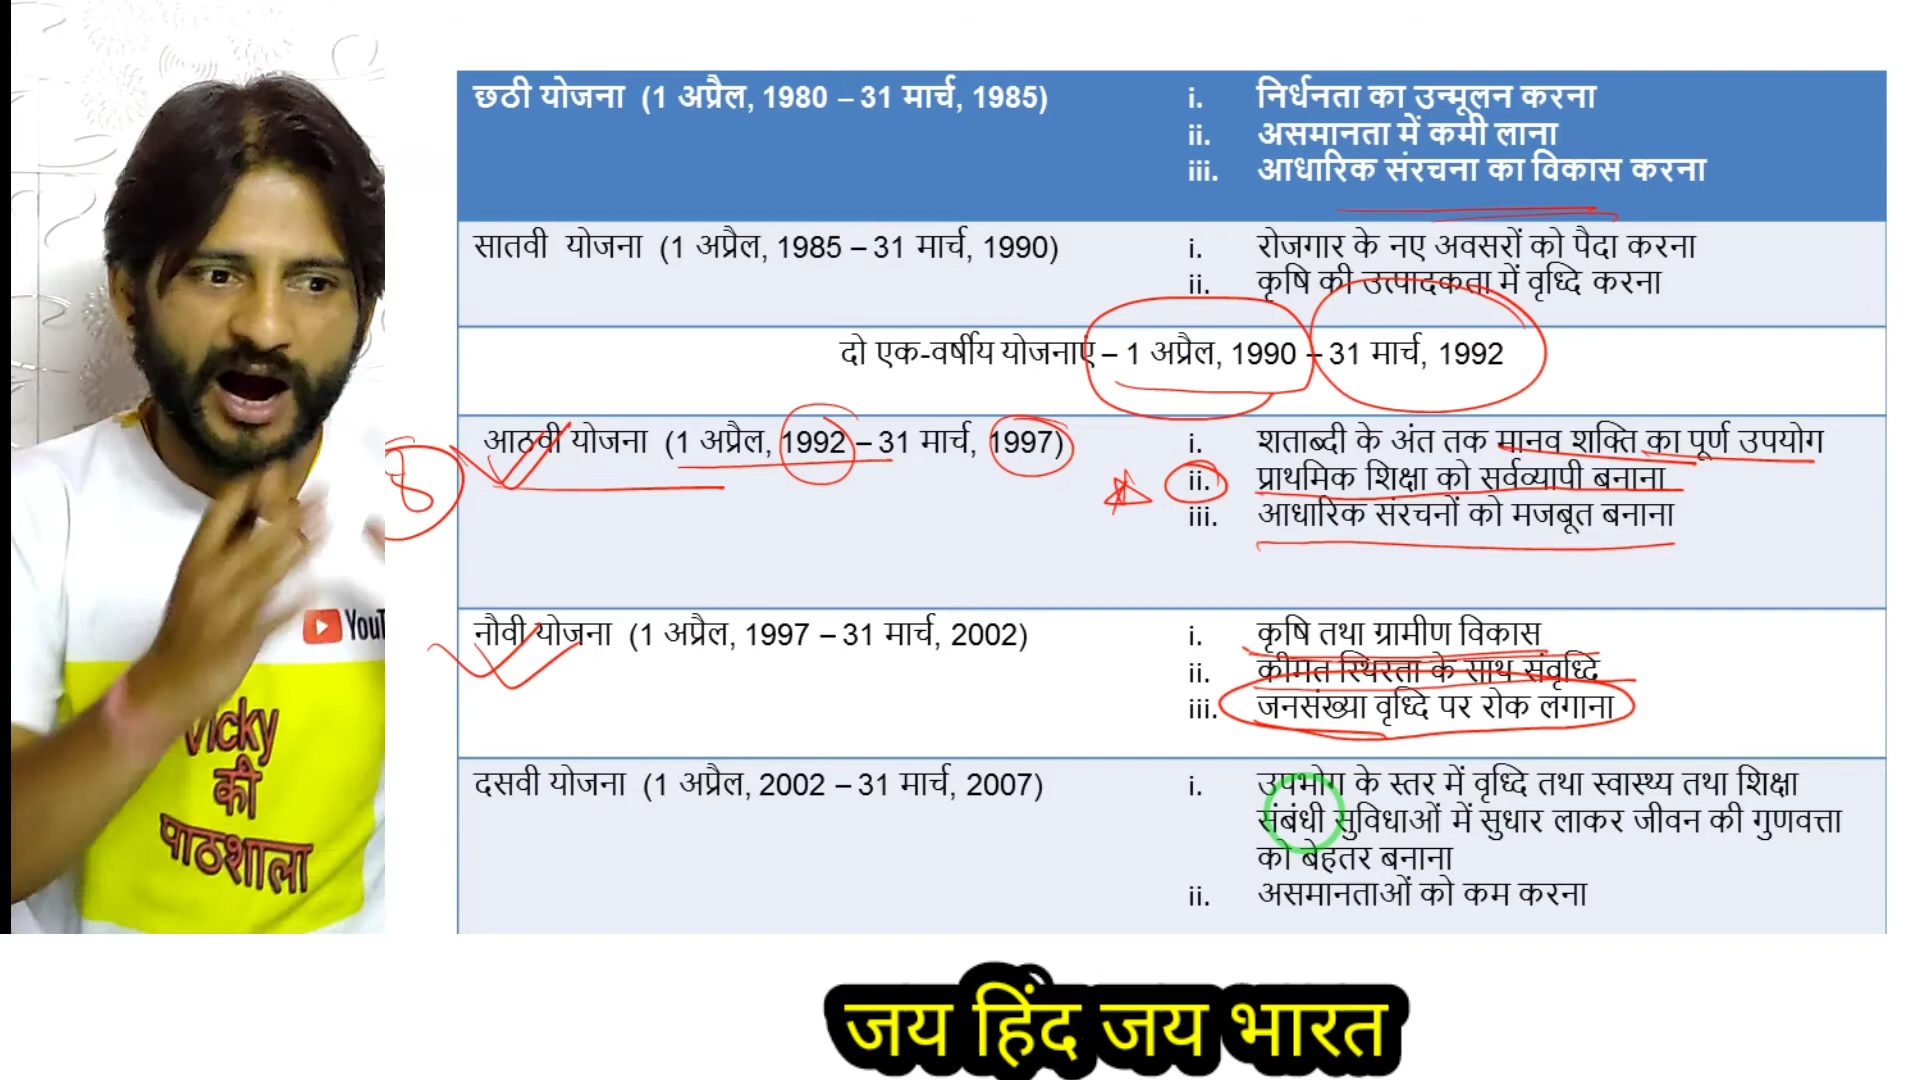 छठी योजना (1 अप्रैल, 1980 – 31 मार्च, 1985)
i. निर्धनता का उन्मूलन करना
ii. असमानता में कमी लाना
iii. आधारिक संरचना का विकास करना
सातवी योजना (1 अप्रैल, 1985 – 31 मार्च, 1990)
i. रोजगार के नए अवसरों को पैदा करना
ii. कृषि की उत्पादकता में वृध्दि करना
दो एक-वर्षीय योजनाएं – 1 अप्रैल, 1990 – 31 मार्च, 1992
8
आठवी योजना (1 अप्रैल, 1992 – 31 मार्च, 1997)
i. शताब्दी के अंत तक मानव शक्ति का पूर्ण उपयोग
ii. प्राथमिक शिक्षा को सर्वव्यापी बनाना
iii. आधारिक संरचनों को मजबूत बनाना
नौवी योजना (1 अप्रैल, 1997 – 31 मार्च, 2002)
i. कृषि तथा ग्रामीण विकास
ii. कीमत स्थिरता के साथ संवृध्दि
iii. जनसंख्या वृध्दि पर रोक लगाना
दसवी योजना (1 अप्रैल, 2002 – 31 मार्च, 2007)
i. उपभोग के स्तर में वृध्दि तथा स्वास्थ्य तथा शिक्षा
संबंधी सुविधाओं में सुधार लाकर जीवन की गुणवत्ता
को बेहतर बनाना
ii. असमानताओं को कम करना
YouT
Vicky
की
पाठशाला
जय हिंद जय भारत